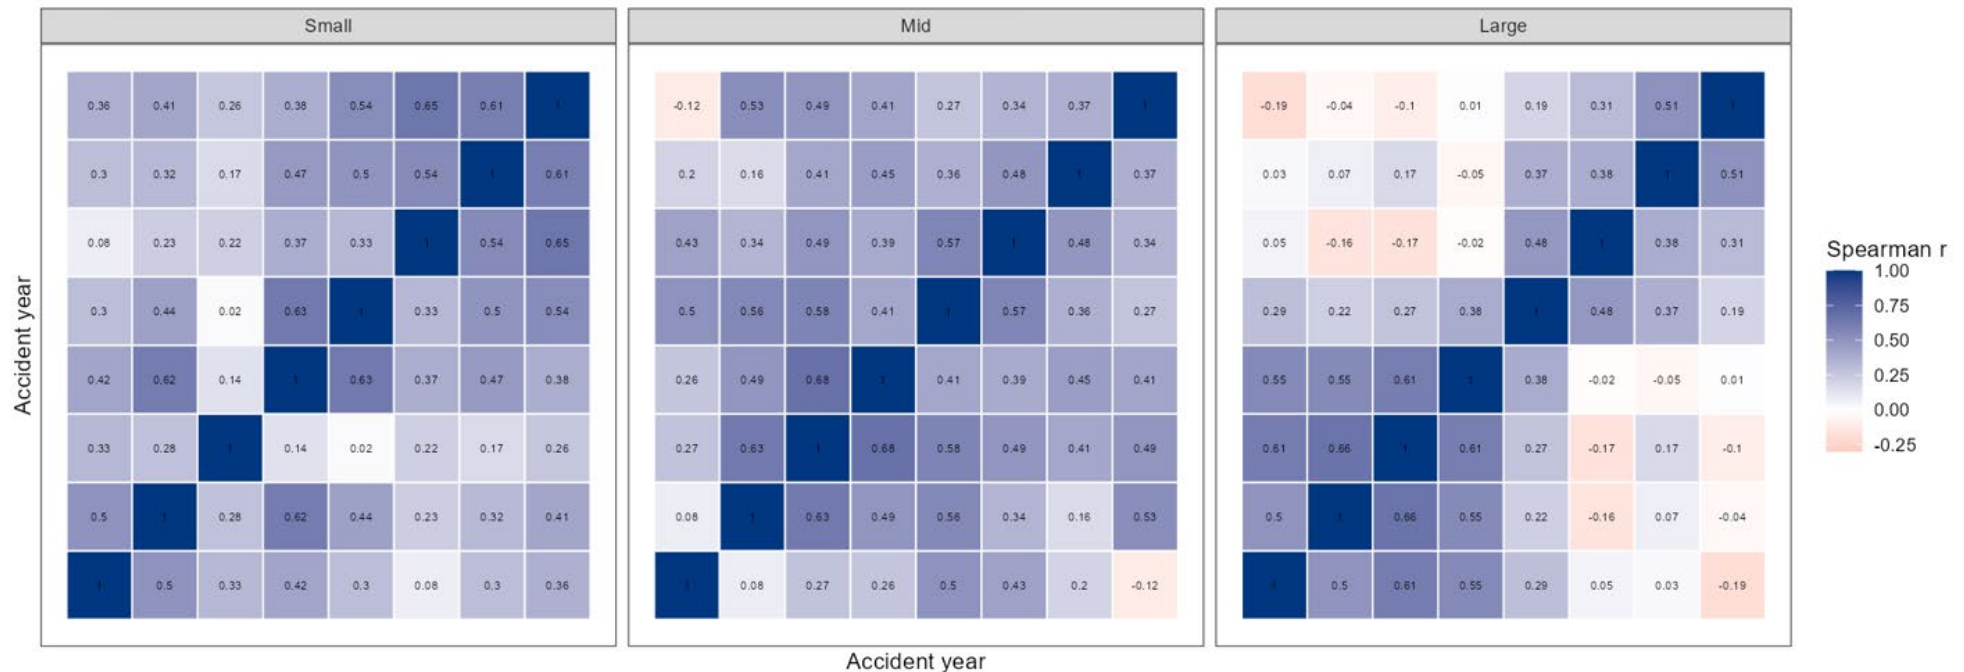 Small Mid Large
0.36 0.41 0.26 0.38 0.54 0.65 0.61 1 -0.12 0.53 0.49 0.41 0.27 0.34 0.37 1 -0.19 -0.04 -0.1 0.01 0.19 0.31 0.51 1
0.3 0.32 0.17 0.47 0.5 0.54 1 0.61 0.2 0.16 0.41 0.45 0.36 0.48 1 0.37 0.03 0.07 0.17 -0.05 0.37 0.38 1 0.51
0.08 0.23 0.22 0.37 0.33 1 0.54 0.65 0.43 0.34 0.49 0.39 0.57 1 0.48 0.34 0.05 -0.16 -0.17 -0.02 0.48 1 0.38 0.31
0.3 0.44 0.02 0.63 1 0.33 0.5 0.54 0.5 0.56 0.58 0.41 1 0.57 0.36 0.27 0.29 0.22 0.27 0.38 1 0.48 0.37 0.19
0.42 0.62 0.14 1 0.63 0.37 0.47 0.38 0.26 0.49 0.68 1 0.41 0.39 0.45 0.41 0.55 0.55 0.61 1 0.38 -0.02 -0.05 0.01
0.33 0.28 1 0.14 0.02 0.22 0.17 0.26 0.27 0.63 1 0.68 0.58 0.49 0.41 0.49 0.61 0.66 1 0.61 0.27 -0.17 0.17 -0.1
0.5 1 0.28 0.62 0.44 0.23 0.32 0.41 0.08 1 0.63 0.49 0.56 0.34 0.16 0.53 0.5 1 0.66 0.55 0.22 -0.16 0.07 -0.04
1 0.5 0.33 0.42 0.3 0.08 0.3 0.36 1 0.08 0.27 0.26 0.5 0.43 0.2 -0.12 1 0.5 0.61 0.55 0.29 0.05 0.03 -0.19
Accident year
Accident year
Spearman r
1.00
0.75
0.50
0.25
0.00
-0.25